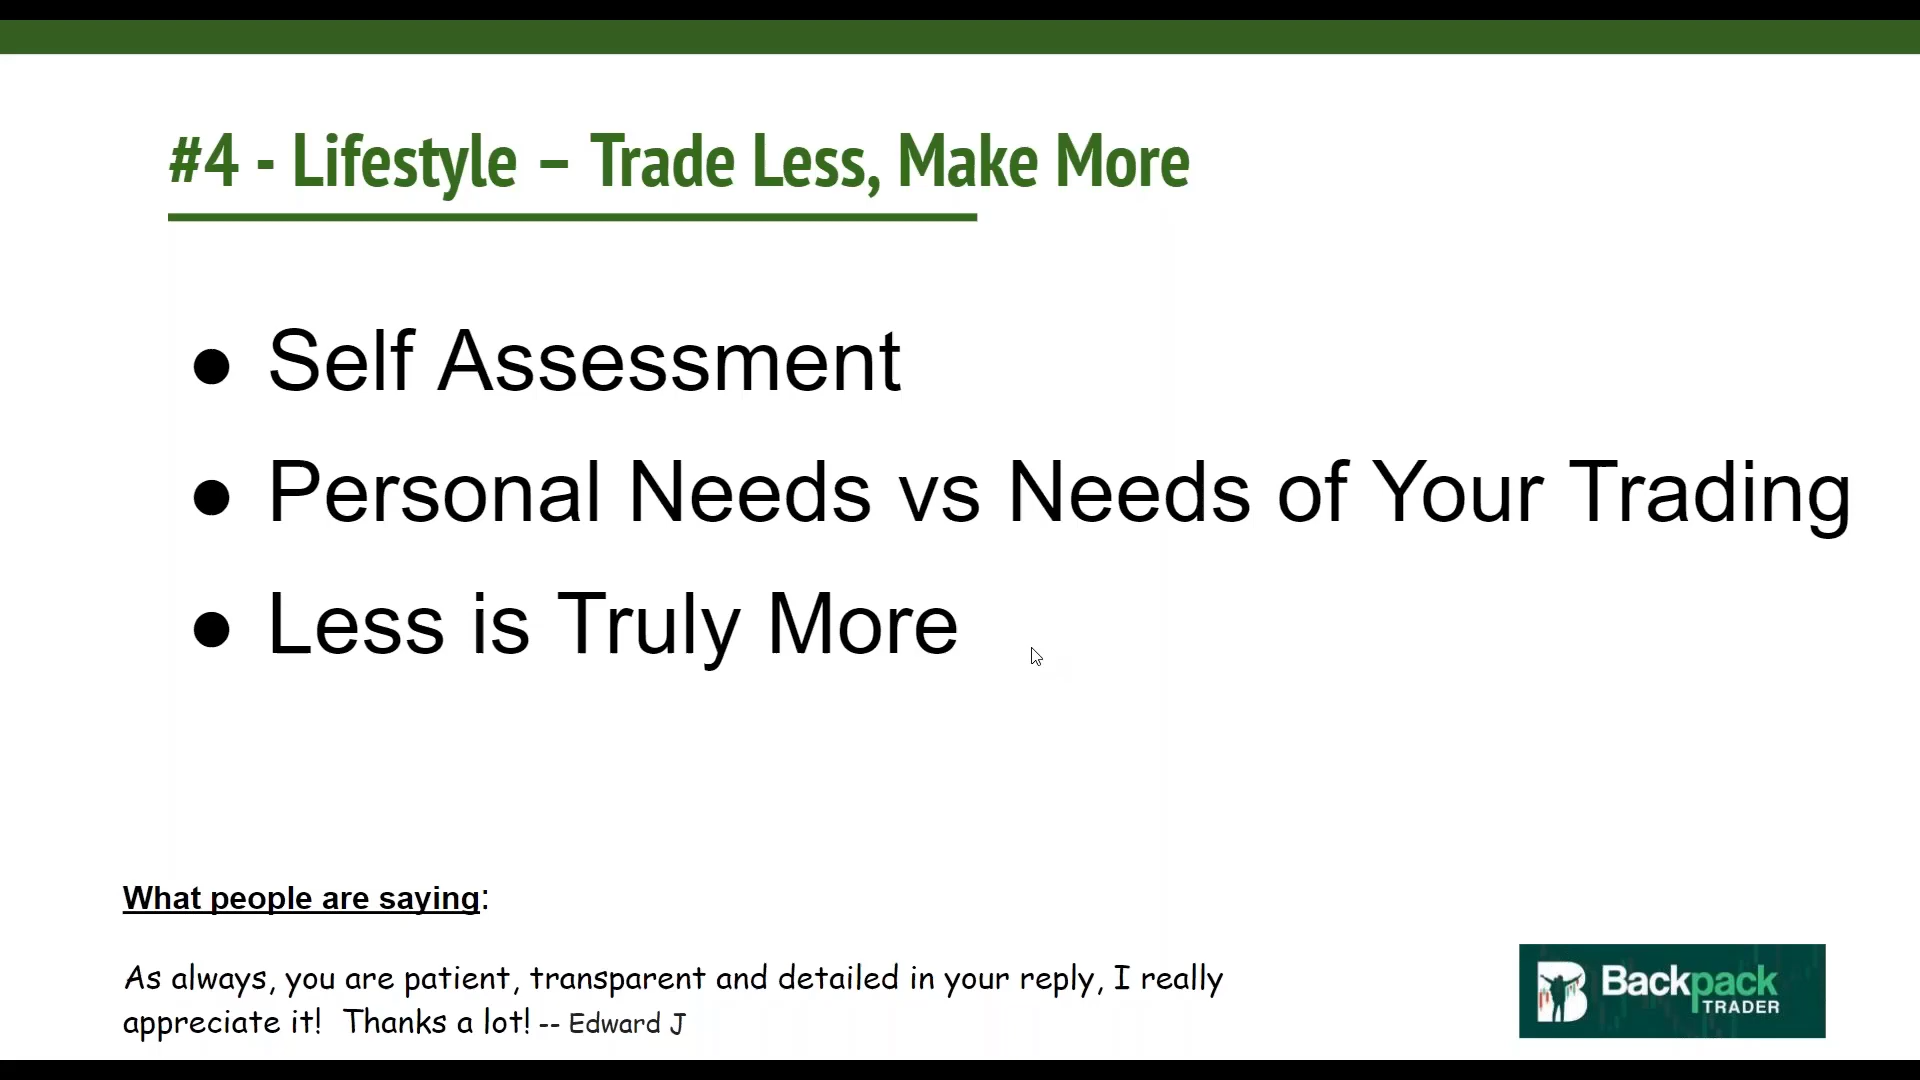 #4 - Lifestyle – Trade Less, Make More
● Self Assessment
● Personal Needs vs Needs of Your Trading
● Less is Truly More
What people are saying:
As always, you are patient, transparent and detailed in your reply, I really
appreciate it!  Thanks a lot! -- Edward J
Backpack
TRADER